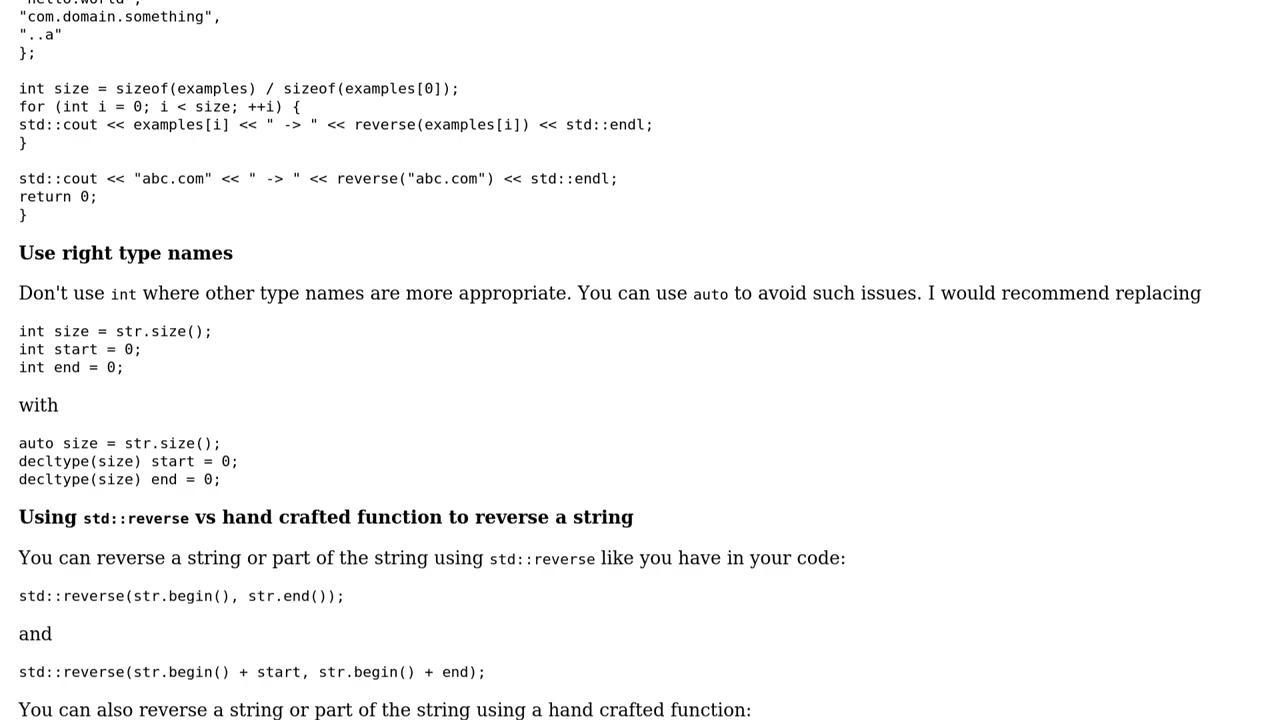 "hello.world",
"com.domain.something",
"..a"
};
int size = sizeof(examples) / sizeof(examples[0]);
for (int i = 0; i < size; ++i) {
std::cout << examples[i] << " -> " << reverse(examples[i]) << std::endl;
}
std::cout << "abc.com" << " -> " << reverse("abc.com") << std::endl;
return 0;
}
Use right type names
Don't use int where other type names are more appropriate. You can use auto to avoid such issues. I would recommend replacing
int size = str.size();
int start = 0;
int end = 0;
with
auto size = str.size();
decltype(size) start = 0;
decltype(size) end = 0;
Using std::reverse vs hand crafted function to reverse a string
You can reverse a string or part of the string using std::reverse like you have in your code:
std::reverse(str.begin(), str.end());
and
std::reverse(str.begin() + start, str.begin() + end);
You can also reverse a string or part of the string using a hand crafted function: